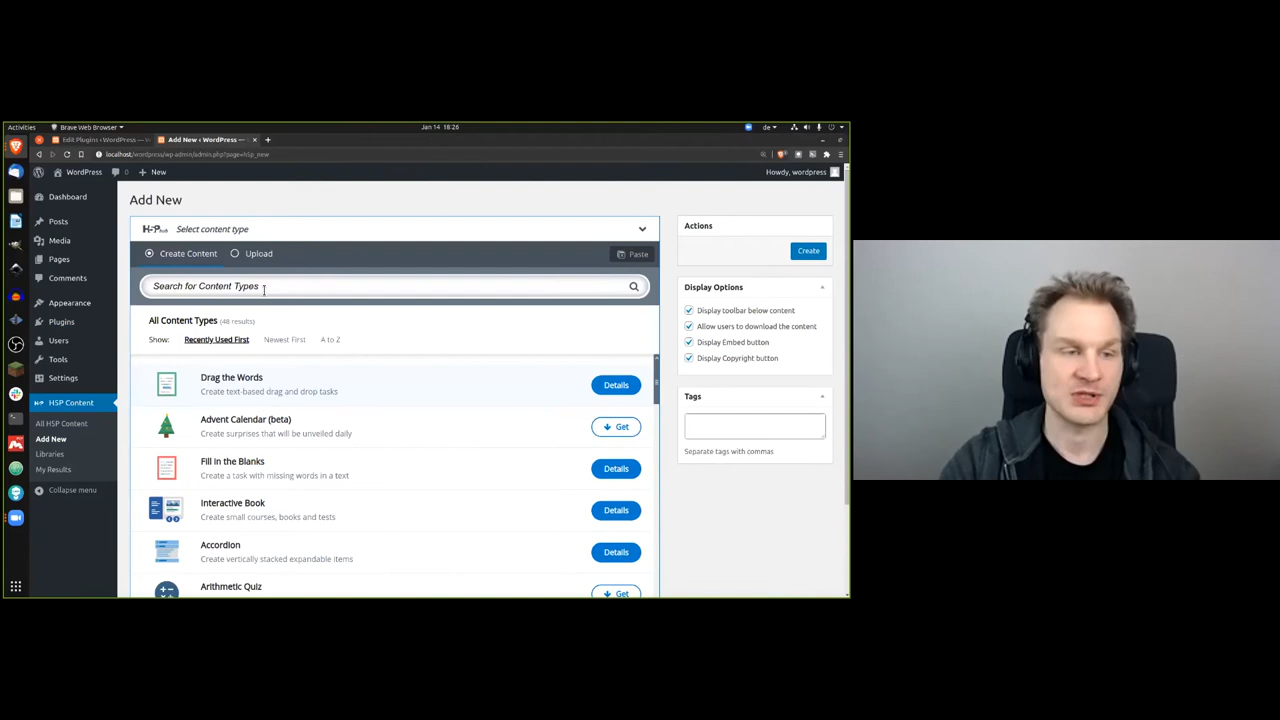 Activities
Brave Web Browser
Jan 14 18:26
de
Edit Plugins ‹ WordPress —
Add New ‹ WordPress —
localhost/wordpress/wp-admin/admin.php?page=h5p_new
WordPress
0
New
Howdy, wordpress
Dashboard
Posts
Media
Pages
Comments
Appearance
Plugins
Users
Tools
Settings
H5P Content
All H5P Content
Add New
Libraries
My Results
Collapse menu
Add New
H5P hub
Select content type
Create Content
Upload
Paste
Search for Content Types
All Content Types (48 results)
Show:
Recently Used First
Newest First
A to Z
Drag the Words
Create text-based drag and drop tasks
Details
Advent Calendar (beta)
Create surprises that will be unveiled daily
Get
Fill in the Blanks
Create a task with missing words in a text
Details
Interactive Book
Create small courses, books and tests
Details
Accordion
Create vertically stacked expandable items
Details
Arithmetic Quiz
Get
Actions
Create
Display Options
Display toolbar below content
Allow users to download the content
Display Embed button
Display Copyright button
Tags
Separate tags with commas